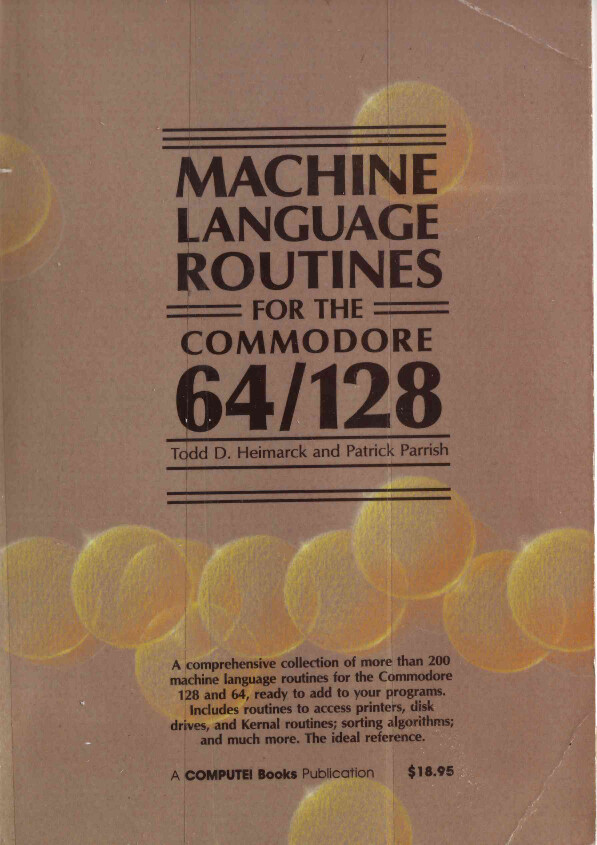 MACHINE
LANGUAGE
ROUTINES
FOR THE
COMMODORE
64/128
Todd D. Heimarck and Patrick Parrish
A comprehensive collection of more than 200
machine language routines for the Commodore
128 and 64, ready to add to your programs.
Includes routines to access printers, disk
drives, and Kernal routines; sorting algorithms;
and much more. The ideal reference.
A COMPUTE! Books Publication $18.95